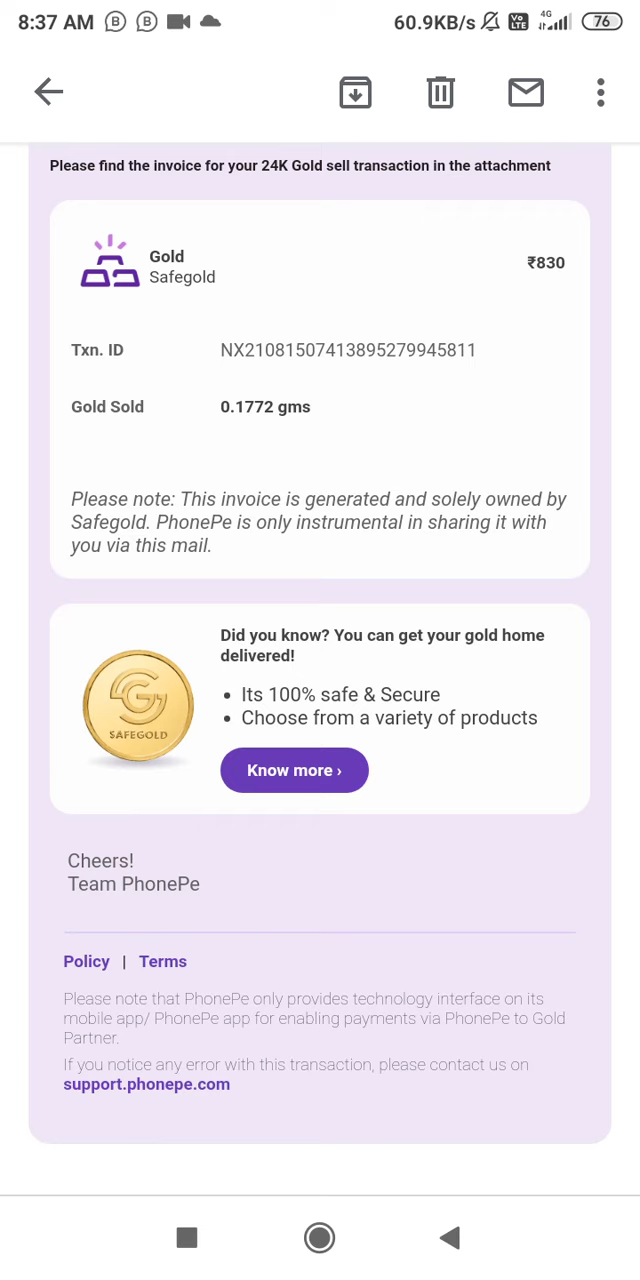 8:37 AM B B 60.9KB/s Vo LTE 4G 76
Please find the invoice for your 24K Gold sell transaction in the attachment
Gold
Safegold
₹830
Txn. ID NX21081507413895279945811
Gold Sold 0.1772 gms
Please note: This invoice is generated and solely owned by
Safegold. PhonePe is only instrumental in sharing it with
you via this mail.
SAFEGOLD
Did you know? You can get your gold home
delivered!
• Its 100% safe & Secure
• Choose from a variety of products
Know more ›
Cheers!
Team PhonePe
Policy | Terms
Please note that PhonePe only provides technology interface on its
mobile app/ PhonePe app for enabling payments via PhonePe to Gold
Partner.
If you notice any error with this transaction, please contact us on
support.phonepe.com